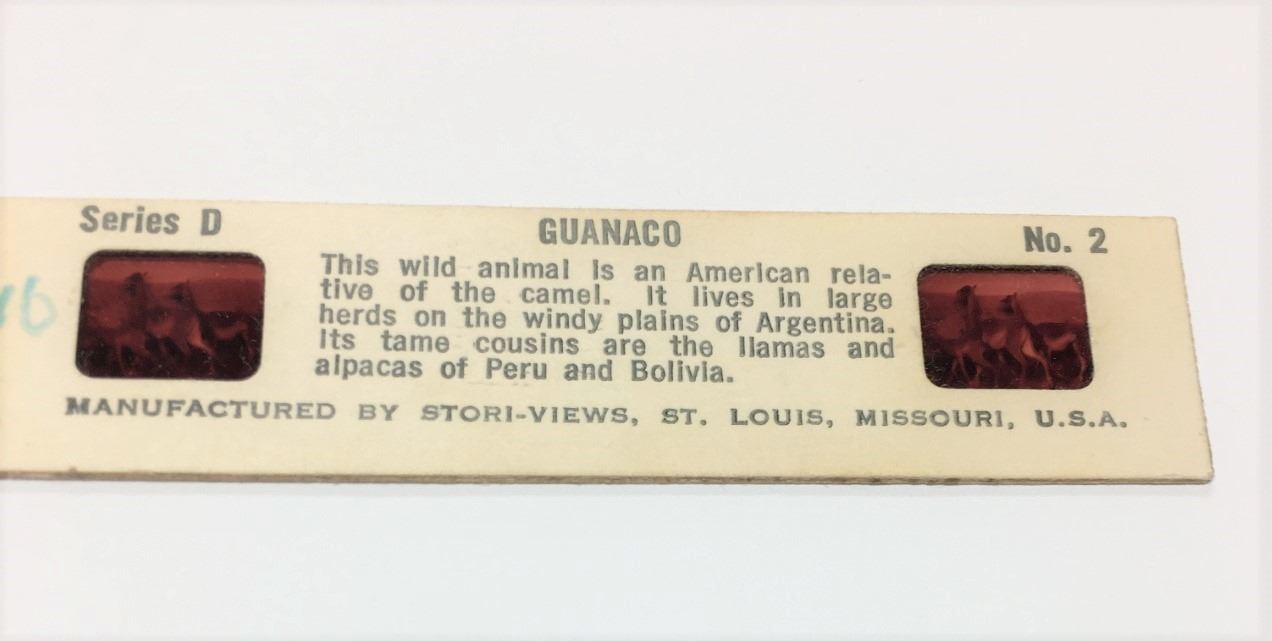 Series D GUANACO No. 2
This wild animal is an American rela-
tive of the camel. It lives in large
herds on the windy plains of Argentina.
Its tame cousins are the llamas and
alpacas of Peru and Bolivia.
MANUFACTURED BY STORI-VIEWS, ST. LOUIS, MISSOURI, U.S.A.